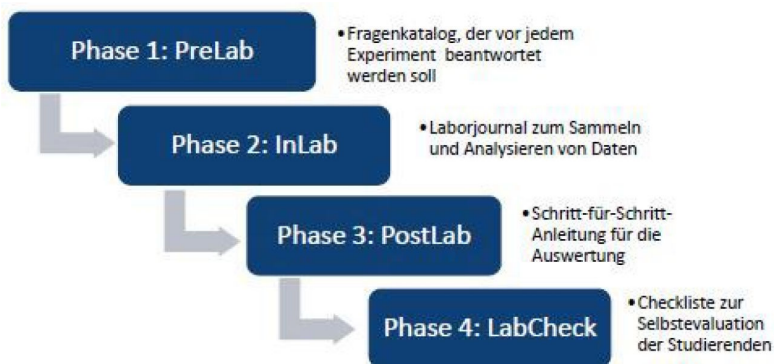 Phase 1: PreLab
•Fragenkatalog, der vor jedem
Experiment beantwortet
werden soll
Phase 2: InLab
•Laborjournal zum Sammeln
und Analysieren von Daten
Phase 3: PostLab
•Schritt-für-Schritt-
Anleitung für die
Auswertung
Phase 4: LabCheck
•Checkliste zur
Selbstevaluation
der Studierenden